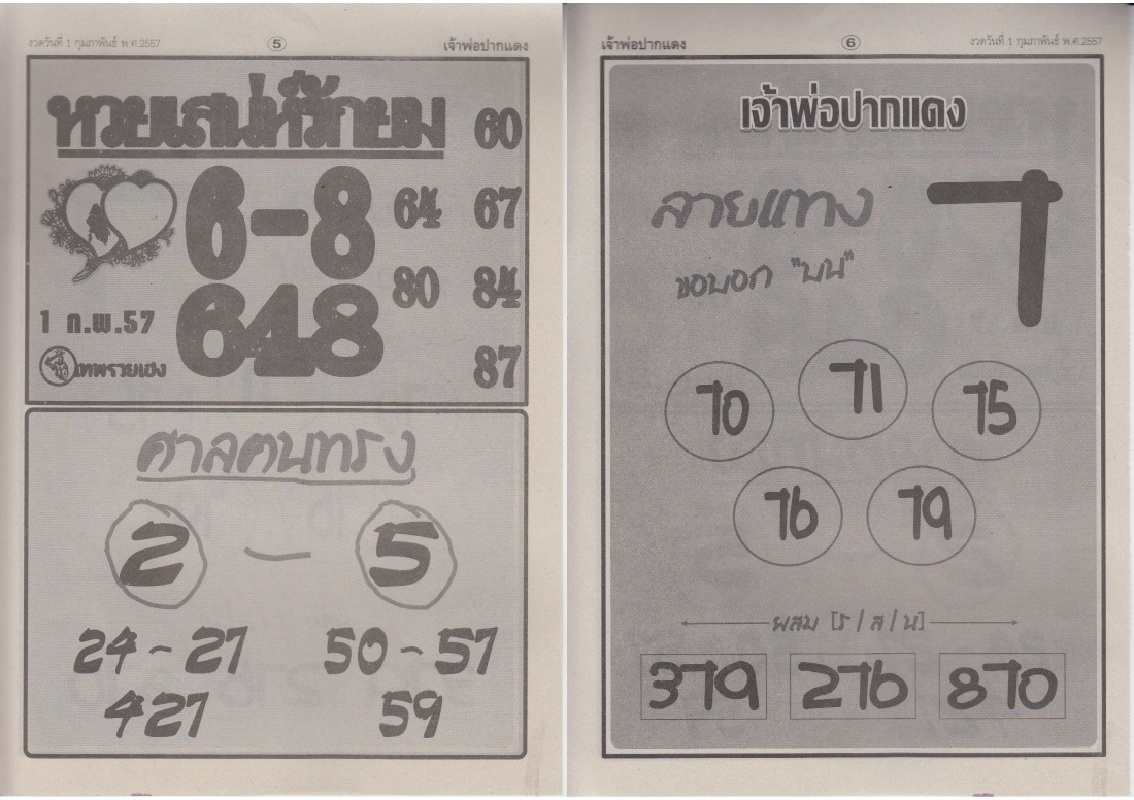 งวดวันที่ 1 กุมภาพันธ์ พ.ศ.2557
5
เจ้าพ่อปากแดง
หวยเสน่ห์รักยม
60
6-8
64 67
648
80 84
1 ก.พ.57
เทพรวยเฮง
87
ศาลฅนทรง
2 - 5
24 - 27 50 - 57
427 59
เจ้าพ่อปากแดง
6
งวดวันที่ 1 กุมภาพันธ์ พ.ศ.2557
เจ้าพ่อปากแดง
ลายแทง
7
ขอบอก "บน"
70 71 75
76 79
ผสม [ร/ส/น]
379 276 870